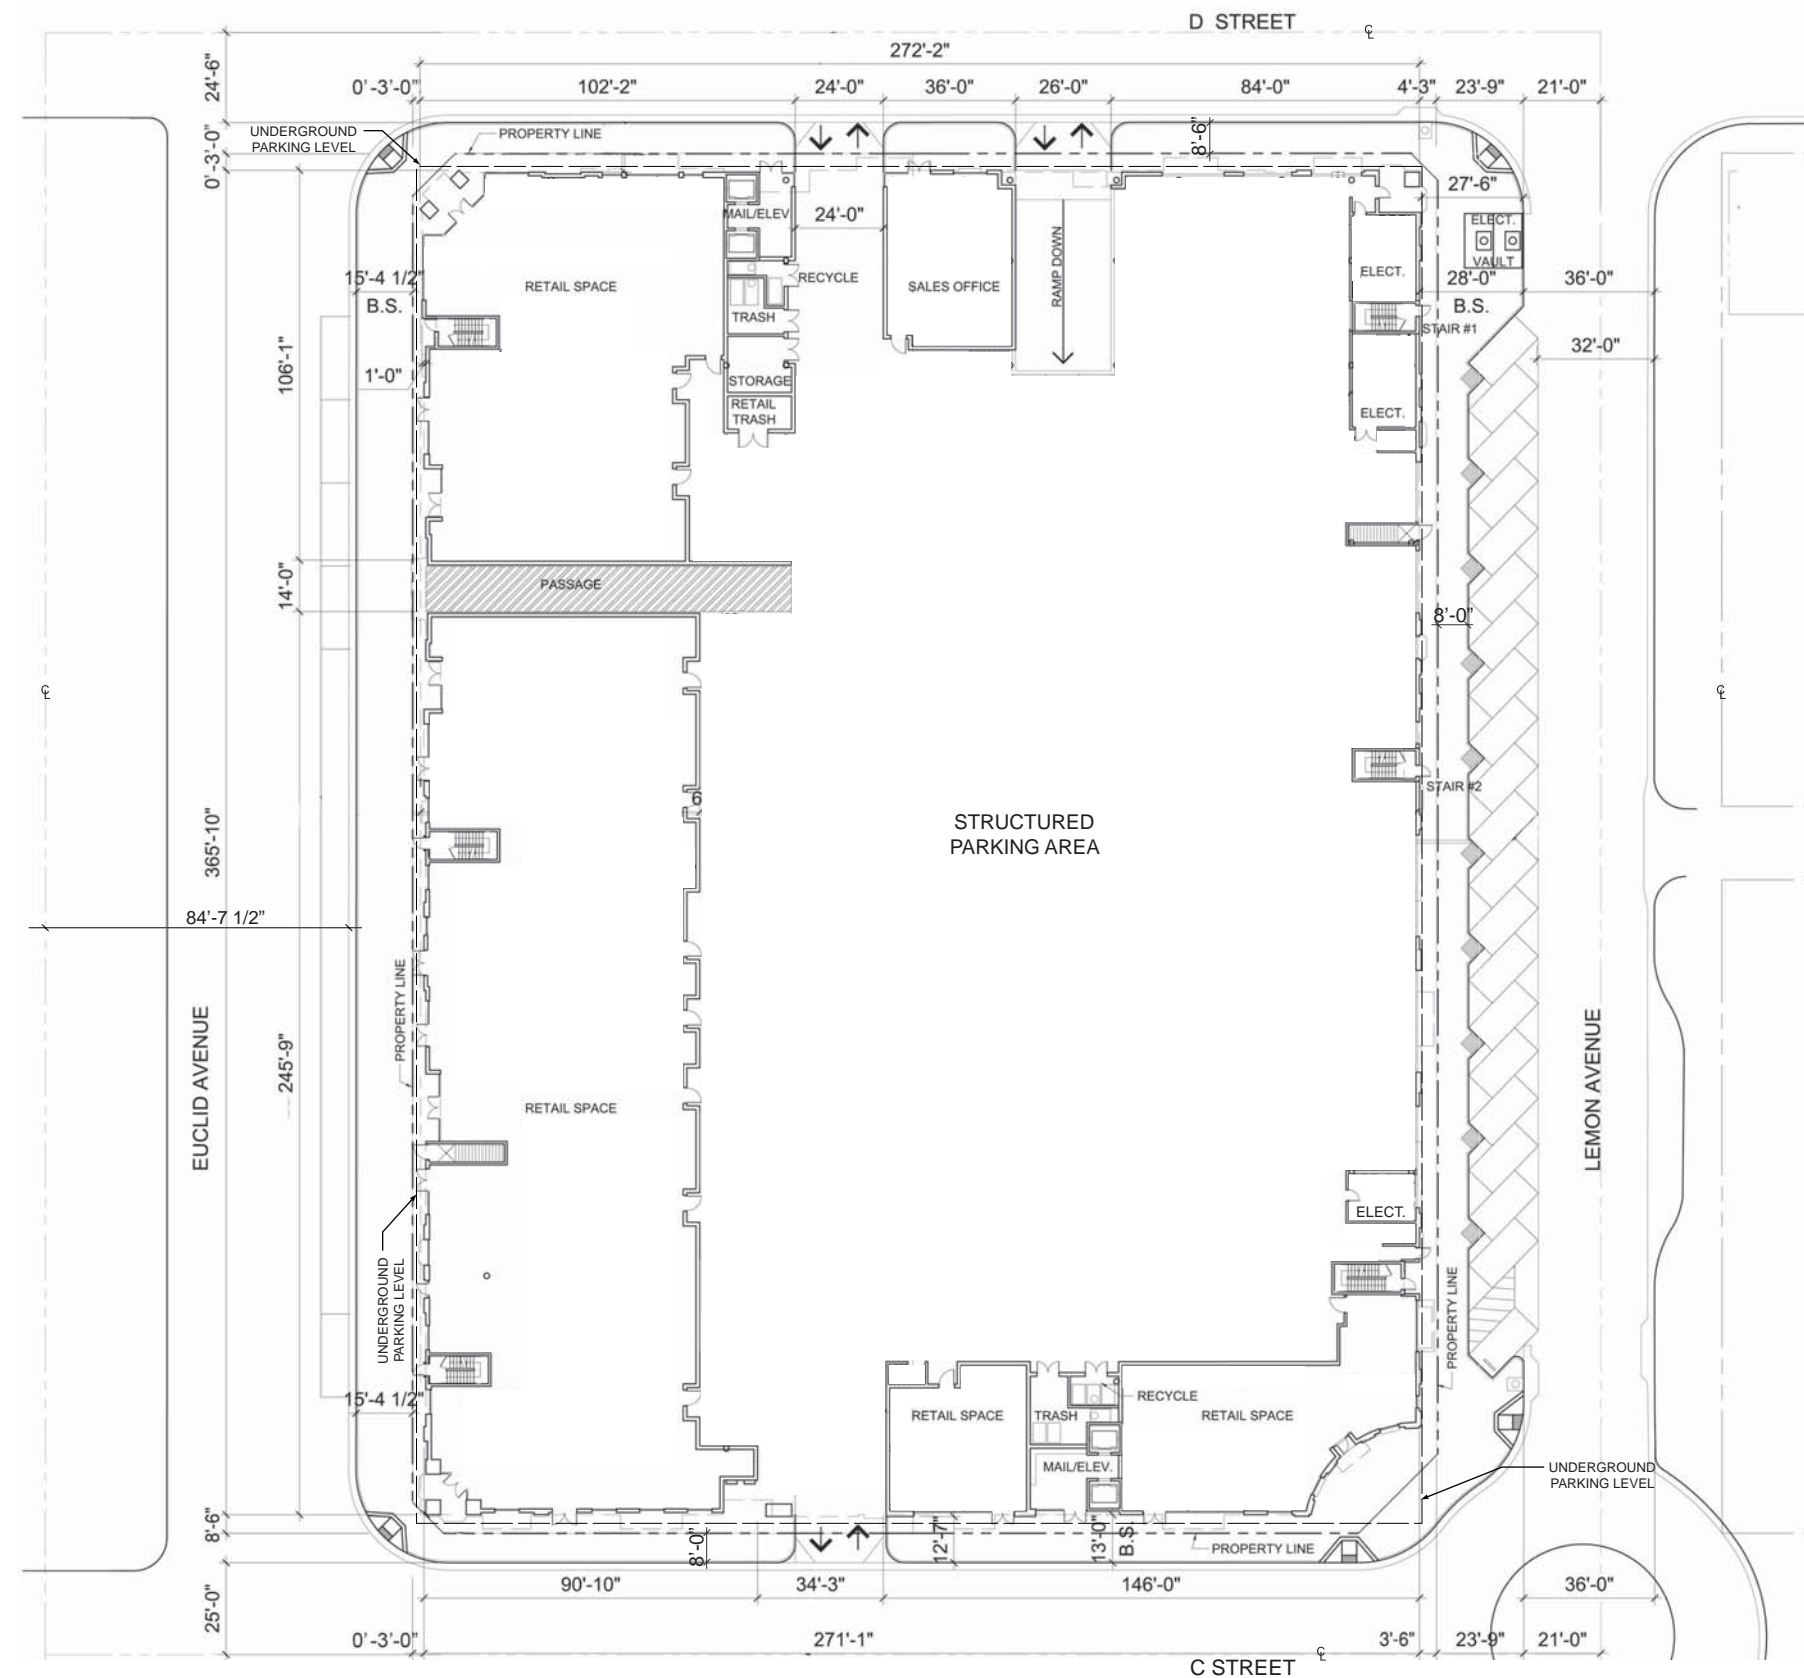 D STREET
℄
272'-2"
24'-6"
0'-3'-0"
102'-2"
24'-0"
36'-0"
26'-0"
84'-0"
4'-3"
23'-9"
21'-0"
UNDERGROUND
PARKING LEVEL
PROPERTY LINE
8'-6"
0'-3'-0"
27'-6"
MAIL/ELEV
24'-0"
ELECT.
VAULT
15'-4 1/2"
B.S.
RETAIL SPACE
RECYCLE
SALES OFFICE
RAMP DOWN
ELECT.
28'-0"
B.S.
36'-0"
TRASH
STAIR #1
106'-1"
32'-0"
1'-0"
STORAGE
RETAIL
TRASH
ELECT.
14'-0"
PASSAGE
8'-0"
℄
℄
STAIR #2
6
STRUCTURED
PARKING AREA
365'-10"
84'-7 1/2"
PROPERTY LINE
EUCLID AVENUE
245'-9"
RETAIL SPACE
LEMON AVENUE
ELECT.
UNDERGROUND
PARKING LEVEL
PROPERTY LINE
15'-4 1/2"
RETAIL SPACE
TRASH
RECYCLE
RETAIL SPACE
MAIL/ELEV.
UNDERGROUND
PARKING LEVEL
8'-6"
8'-0"
12'-7"
13'-0"
B.S.
PROPERTY LINE
90'-10"
34'-3"
146'-0"
36'-0"
25'-0"
0'-3'-0"
271'-1"
3'-6"
23'-9"
21'-0"
℄
C STREET